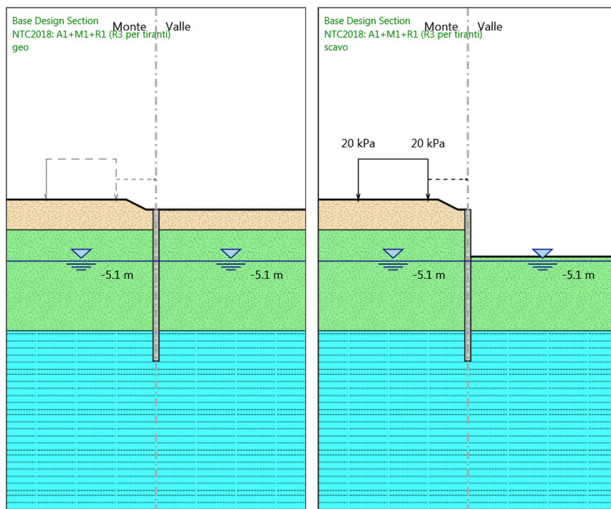 Base Design Section
Monte Valle
NTC2018: A1+M1+R1 (R3 per tiranti)
geo
-5.1 m
-5.1 m
Base Design Section
Monte Valle
NTC2018: A1+M1+R1 (R3 per tiranti)
scavo
20 kPa
20 kPa
-5.1 m
-5.1 m